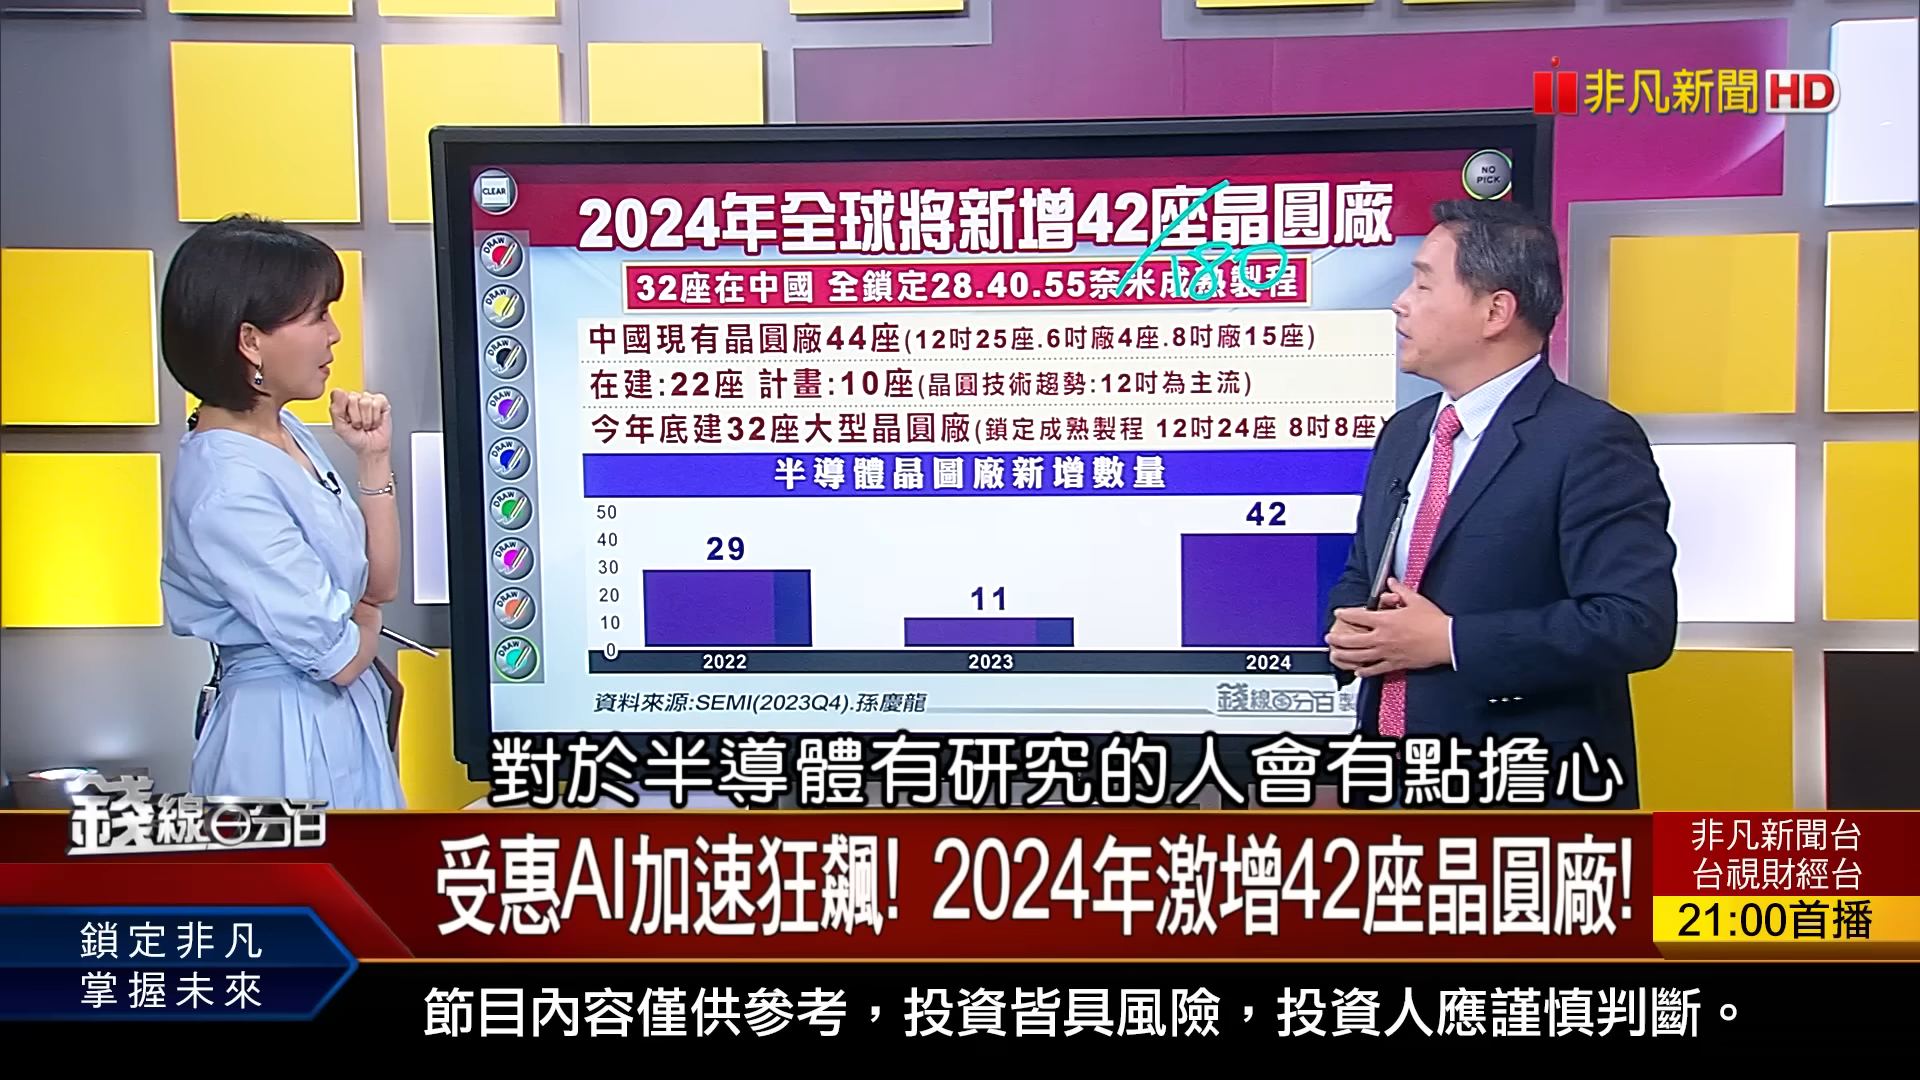 非凡新聞HD
CLEAR
NO PICK
2024年全球將新增42座晶圓廠
180
32座在中國 全鎖定28.40.55奈米成熟製程
中國現有晶圓廠44座(12吋25座.6吋廠4座.8吋廠15座)
在建:22座 計畫:10座(晶圓技術趨勢:12吋為主流)
今年底建32座大型晶圓廠(鎖定成熟製程 12吋24座 8吋8座)
半導體晶圓廠新增數量
DRAW
DRAW
DRAW
DRAW
DRAW
DRAW
DRAW
DRAW
DRAW
50
40
30
20
10
0
29
11
42
2022
2023
2024
資料來源:SEMI(2023Q4).孫慶龍
錢線百分百製
對於半導體有研究的人會有點擔心
錢線百分百
受惠AI加速狂飆! 2024年激增42座晶圓廠!
非凡新聞台
台視財經台
21:00首播
鎖定非凡
掌握未來
節目內容僅供參考，投資皆具風險，投資人應謹慎判斷。